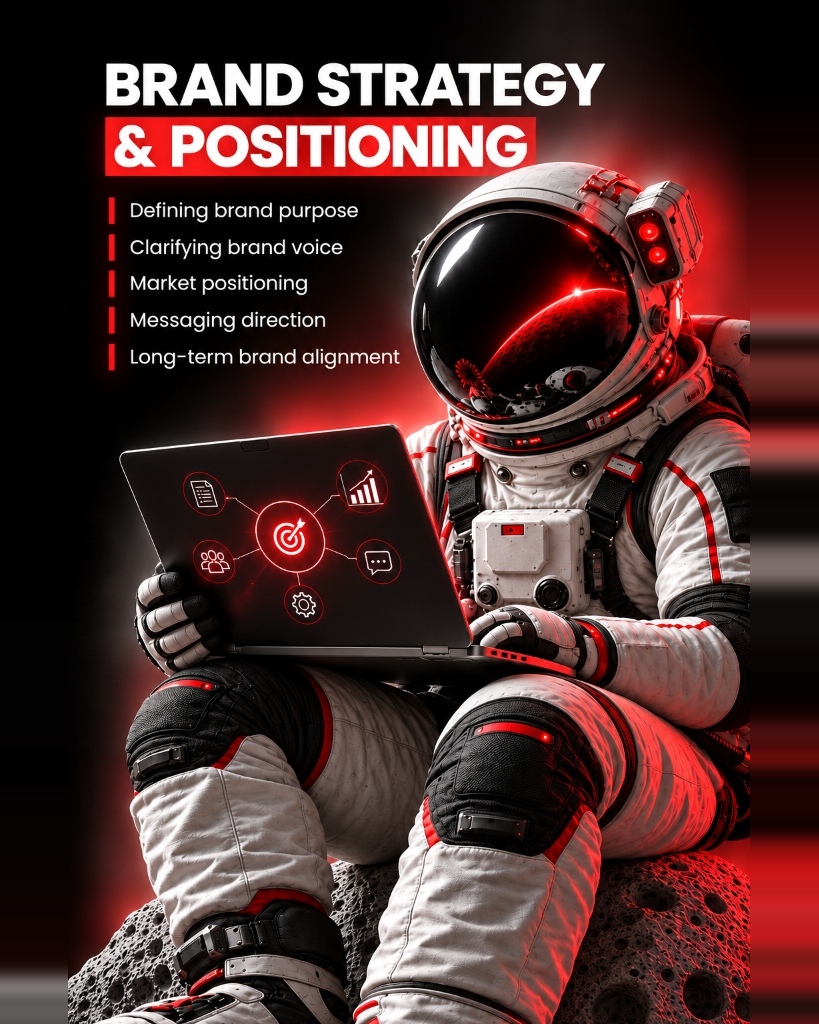 BRAND STRATEGY
& POSITIONING
Defining brand purpose
Clarifying brand voice
Market positioning
Messaging direction
Long-term brand alignment